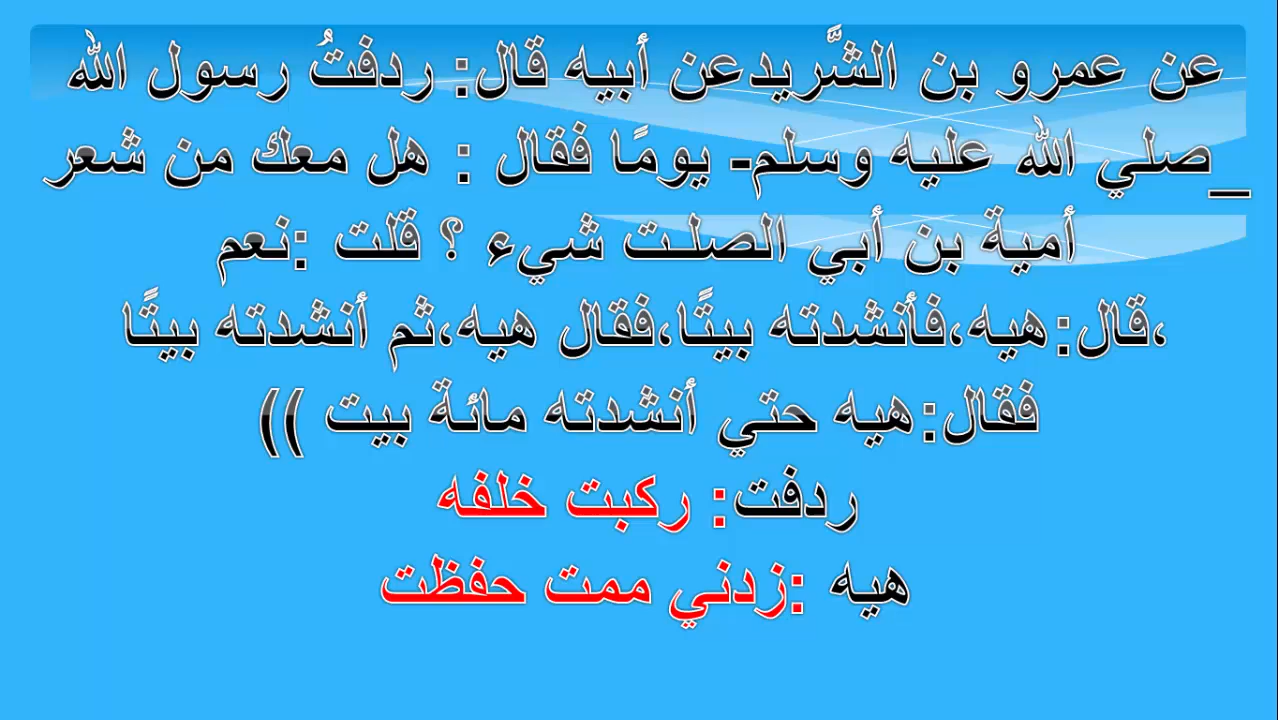 عن عمرو بن الشَّريدعن أبيه قال: ردفتُ رسول الله
_صلي الله عليه وسلم- يومًا فقال : هل معك من شعر
أمية بن أبي الصلـت شيء ؟ قلت :نعم
،قال: هيه،فأنشدته بيتًا،فقال هيه،ثم أنشدته بيتًا
فقال: هيه حتي أنشدته مائة بيت ))
ردفت: ركبت خلفه
هيه :زدني ممت حفظت